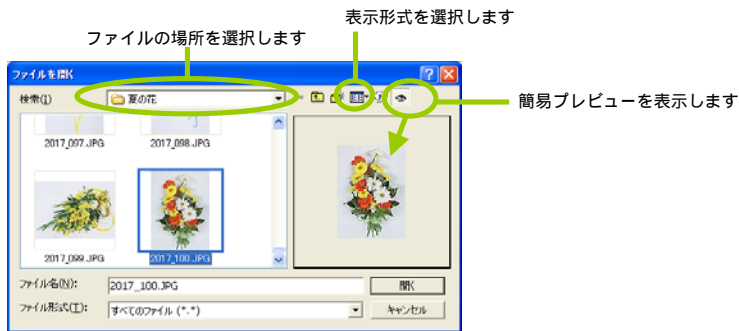 表示形式を選択します
ファイルの場所を選択します
ファイルを開く
検索(I)
夏の花
簡易プレビューを表示します
2017_097.JPG
2017_098.JPG
2017_099.JPG
2017_100.JPG
ファイル名(N):
2017_100.JPG
開く
ファイル形式(T):
すべてのファイル (*.*)
キャンセル